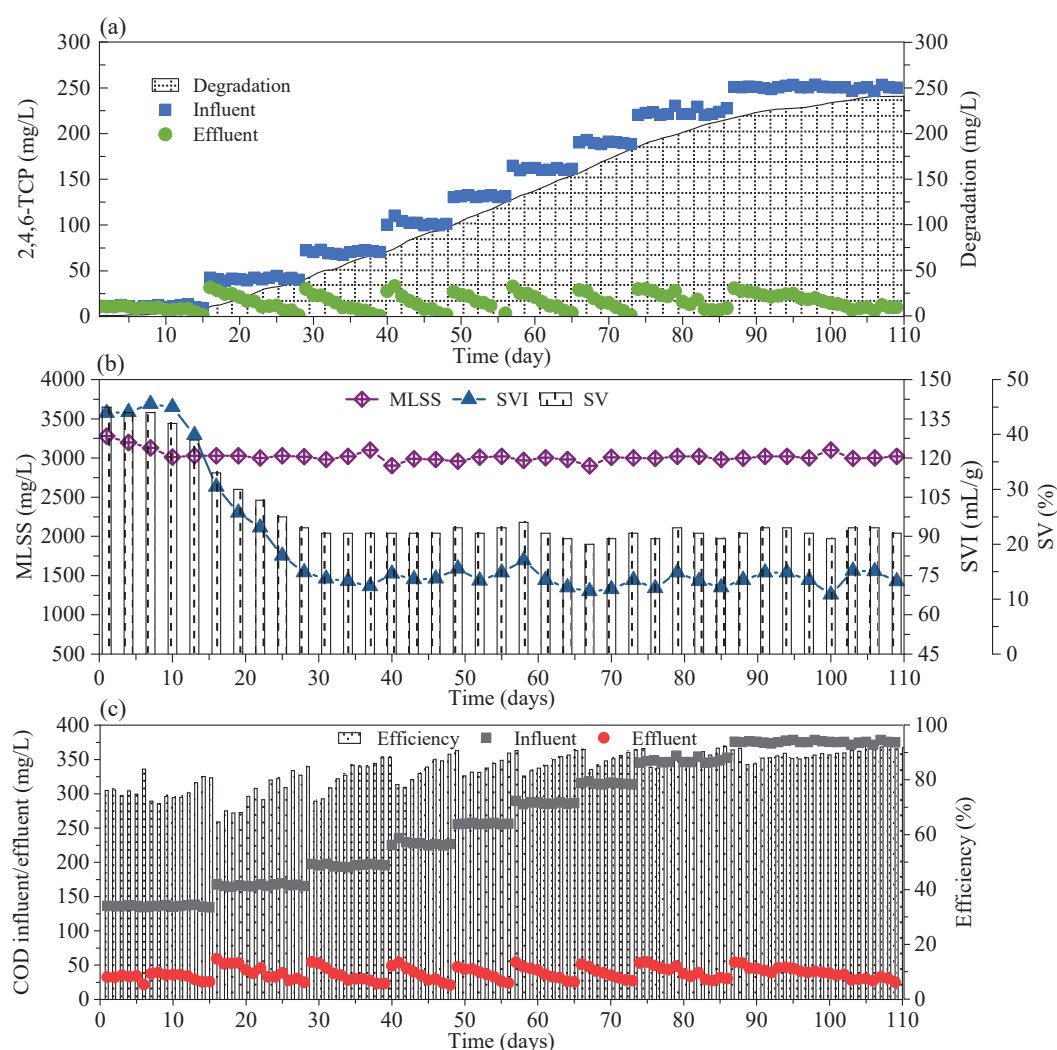 (a)
300 250 200 150 100 50 0
2,4,6-TCP (mg/L)
Degradation
Influent
Effluent
300 250 200 150 100 50 0
Degradation (mg/L)
0 10 20 30 40 50 60 70 80 90 100 110
Time (day)
(b)
4000 3500 3000 2500 2000 1500 1000 500
MLSS (mg/L)
MLSS SVI SV
150 135 120 105 90 75 60 45
SVI (mL/g)
50 40 30 20 10 0
SV (%)
0 10 20 30 40 50 60 70 80 90 100 110
Time (days)
(c)
400 350 300 250 200 150 100 50 0
COD influent/effluent (mg/L)
Efficiency Influent Effluent
100 80 60 40 20 0
Efficiency (%)
0 10 20 30 40 50 60 70 80 90 100 110
Time (days)